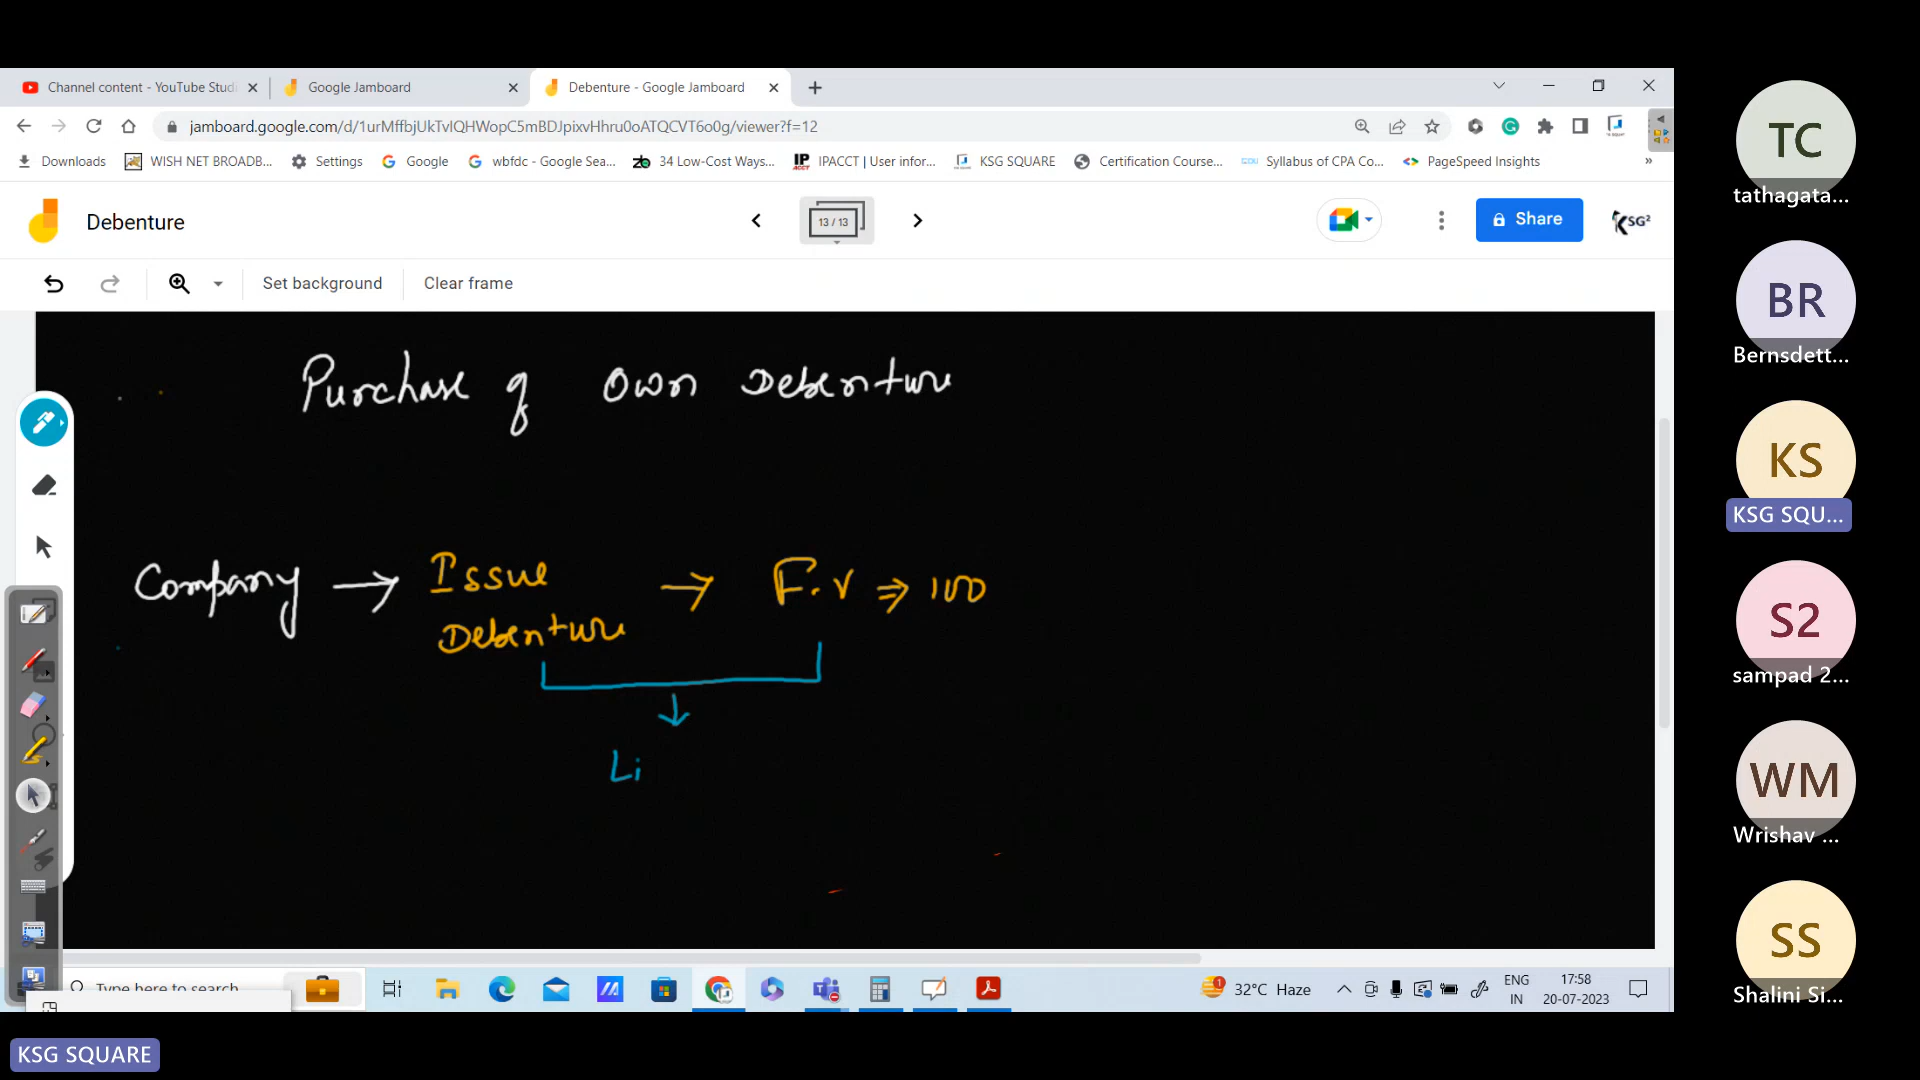 Channel content - YouTube Studi
Google Jamboard
Debenture - Google Jamboard
jamboard.google.com/d/1urMffbjUkTvIQHWopC5mBDJpixvHhru0oATQCVT6o0g/viewer?f=12
Downloads
WISH NET BROADB...
Settings
Google
wbfdc - Google Sea...
34 Low-Cost Ways...
IPACCT | User infor...
KSG SQUARE
Certification Course...
Syllabus of CPA Co...
PageSpeed Insights
»
Debenture
13 / 13
Share
KSG²
Set background
Clear frame
Purchase of Own Debenture
Company → Issue Debenture → F.V ⇒ 100
Li
TC
tathagata...
BR
Bernsdett...
KS
KSG SQU...
S2
sampad 2...
WM
Wrishav ...
SS
Shalini Si...
Type here to search
32°C Haze
ENG
IN
17:58
20-07-2023
KSG SQUARE